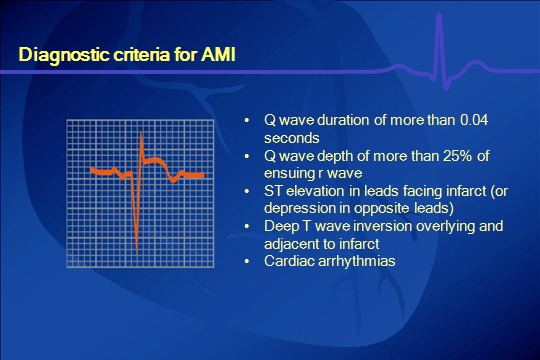 Diagnostic criteria for AMI
• Q wave duration of more than 0.04
seconds
• Q wave depth of more than 25% of
ensuing r wave
• ST elevation in leads facing infarct (or
depression in opposite leads)
• Deep T wave inversion overlying and
adjacent to infarct
• Cardiac arrhythmias